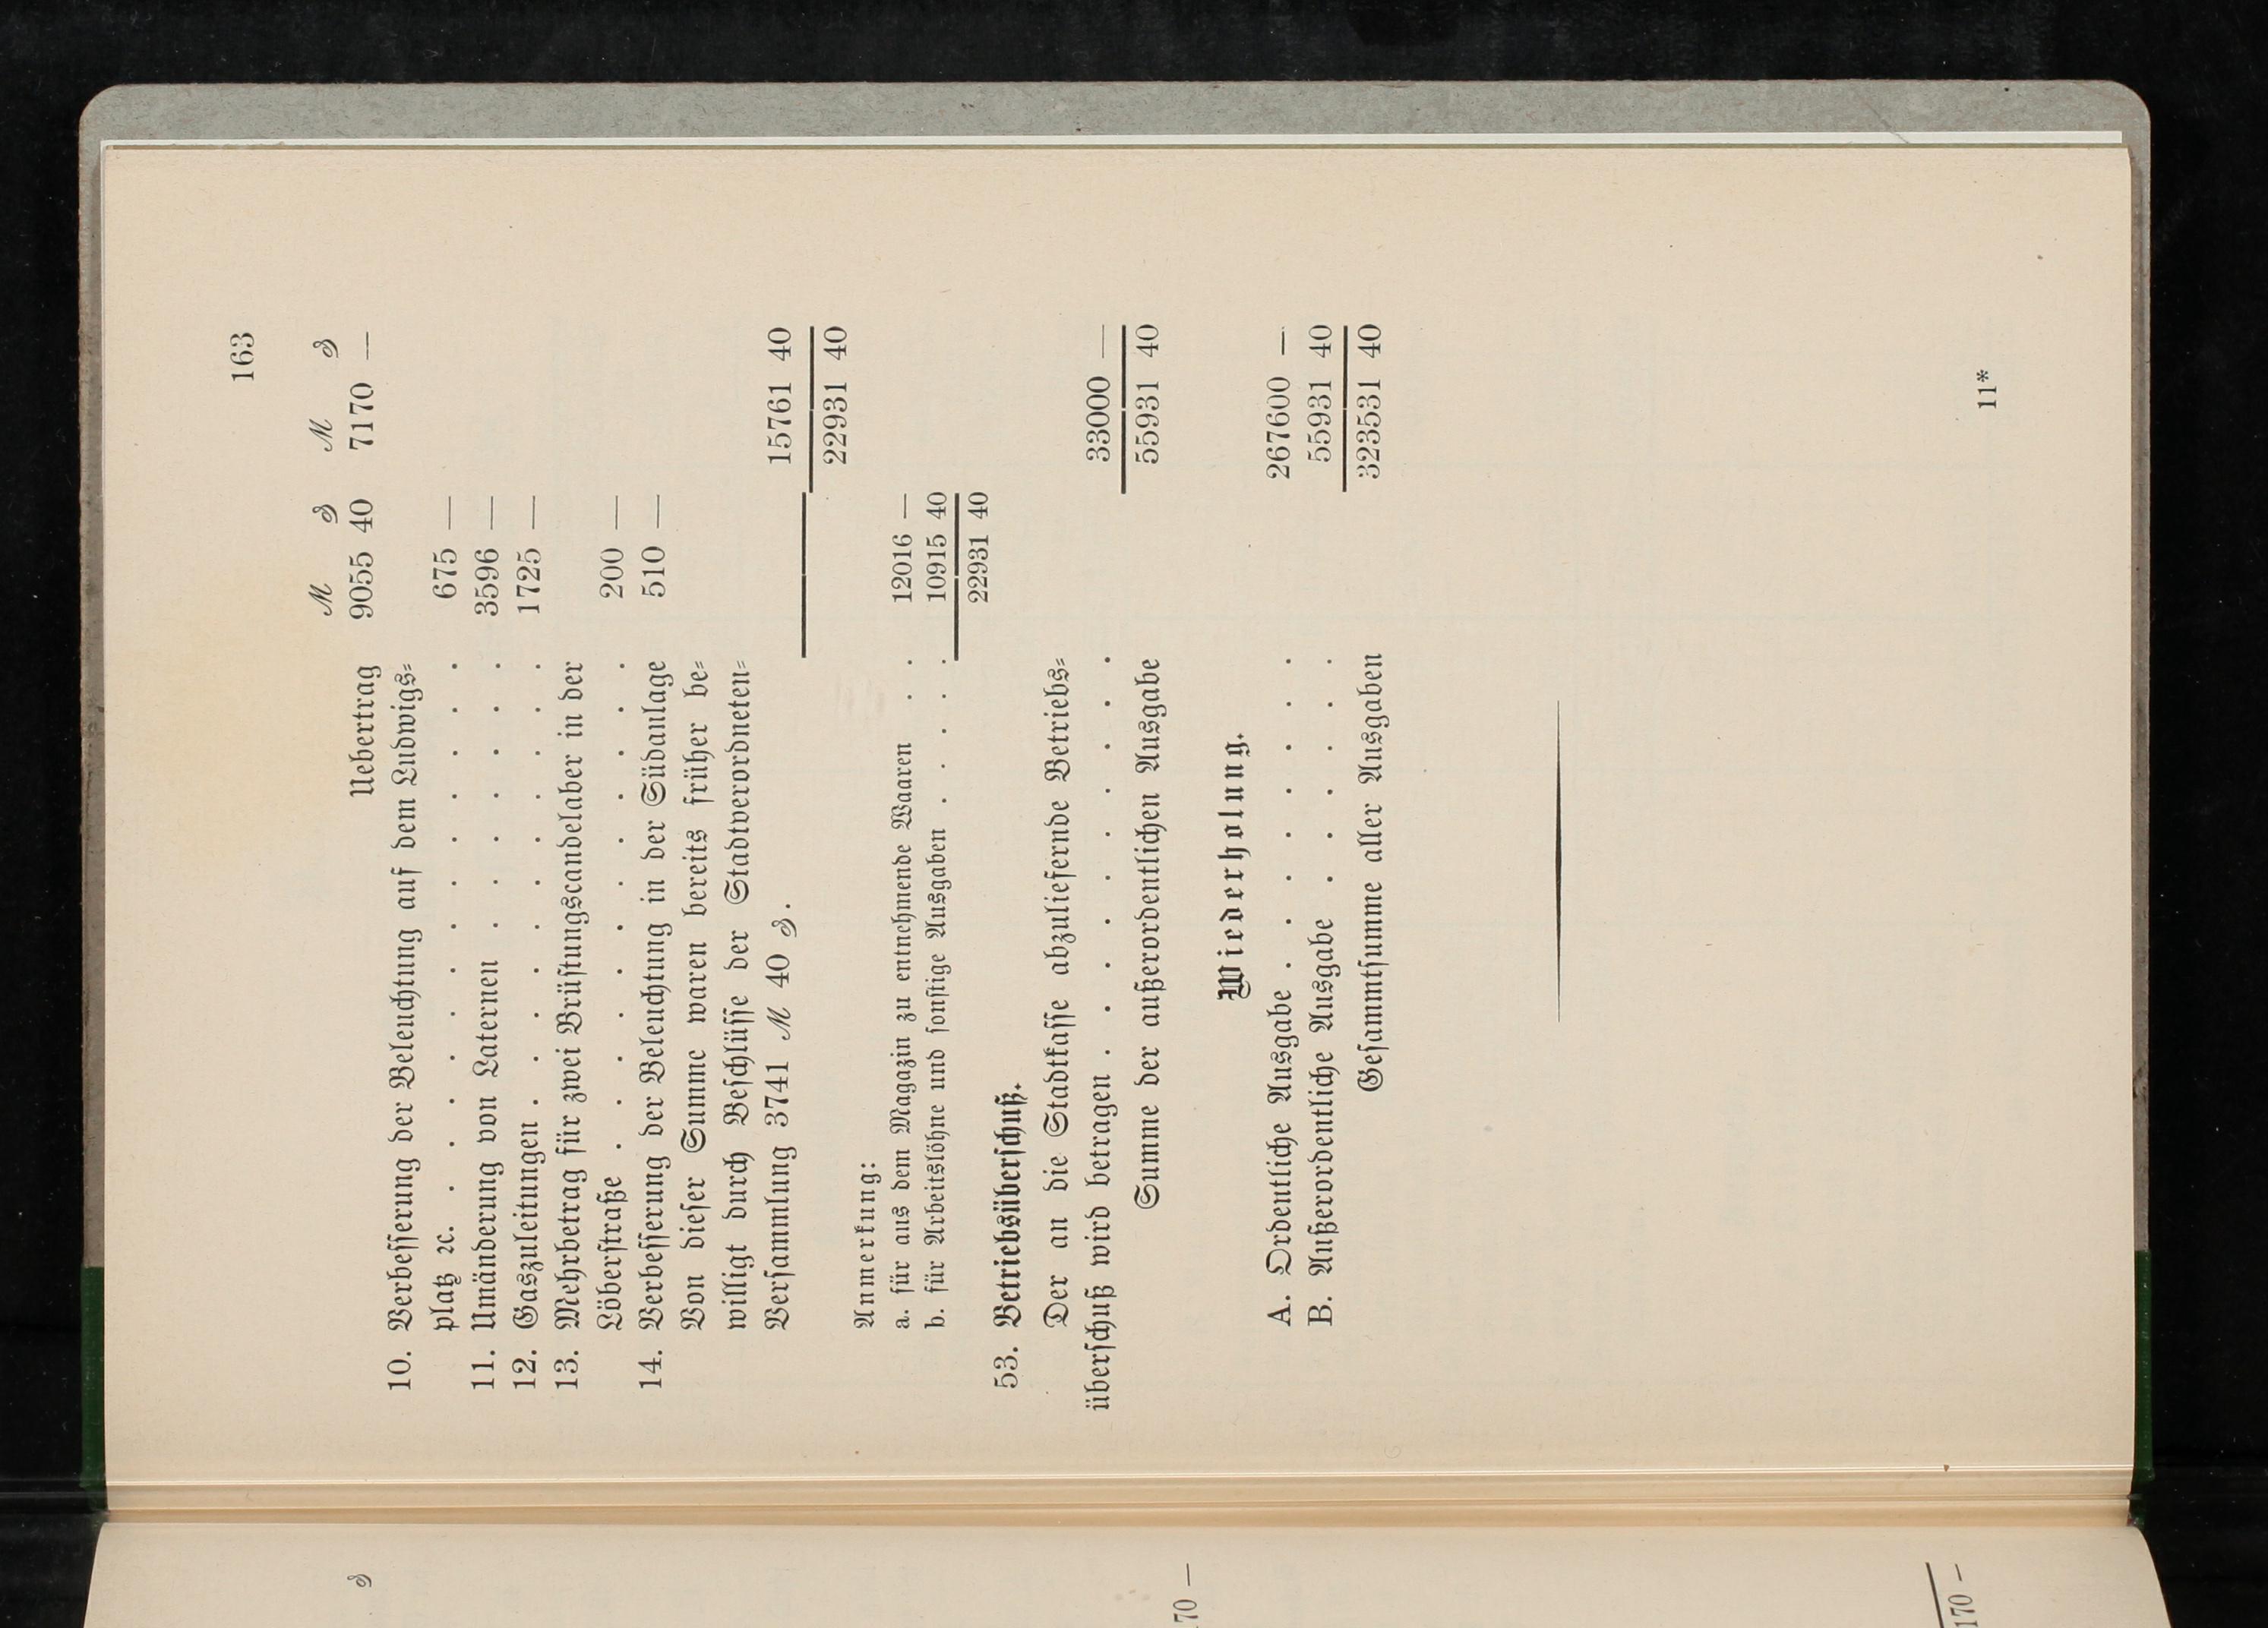 163
ℳ ₰ ℳ ₰
Uebertrag 9055 40 7170 —
10. Verbesserung der Beleuchtung auf dem Ludwigs-
platz ꝛc. . . . . . . . . . . . . . . 675 —
11. Umänderung von Laternen . . . . . . . 3596 —
12. Gaszuleitungen . . . . . . . . . . . . 1725 —
13. Mehrbetrag für zwei Brüstungscandelaber in der
Löberstraße . . . . . . . . . . . . 200 —
14. Verbesserung der Beleuchtung in der Südanlage 510 —
Von dieser Summe waren bereits früher be-
willigt durch Beschlüsse der Stadtverordneten-
Versammlung 3741 ℳ 40 ₰.
15761 40
22931 40
Anmerkung:
a. für aus dem Magazin zu entnehmende Waaren . . 12016 —
b. für Arbeitslöhne und sonstige Ausgaben . . . . . 10915 40
22931 40
53. Betriebsüberschuß.
Der an die Stadtkasse abzuliefernde Betriebs-
überschuß wird betragen . . . . . . . . . . 33000 —
Summe der außerordentlichen Ausgabe 55931 40
Wiederholung.
A. Ordentliche Ausgabe . . . . . . . . 267600 —
B. Außerordentliche Ausgabe . . . . . . 55931 40
Gesammtsumme aller Ausgaben 323531 40
11*
₰
70 —
170 —